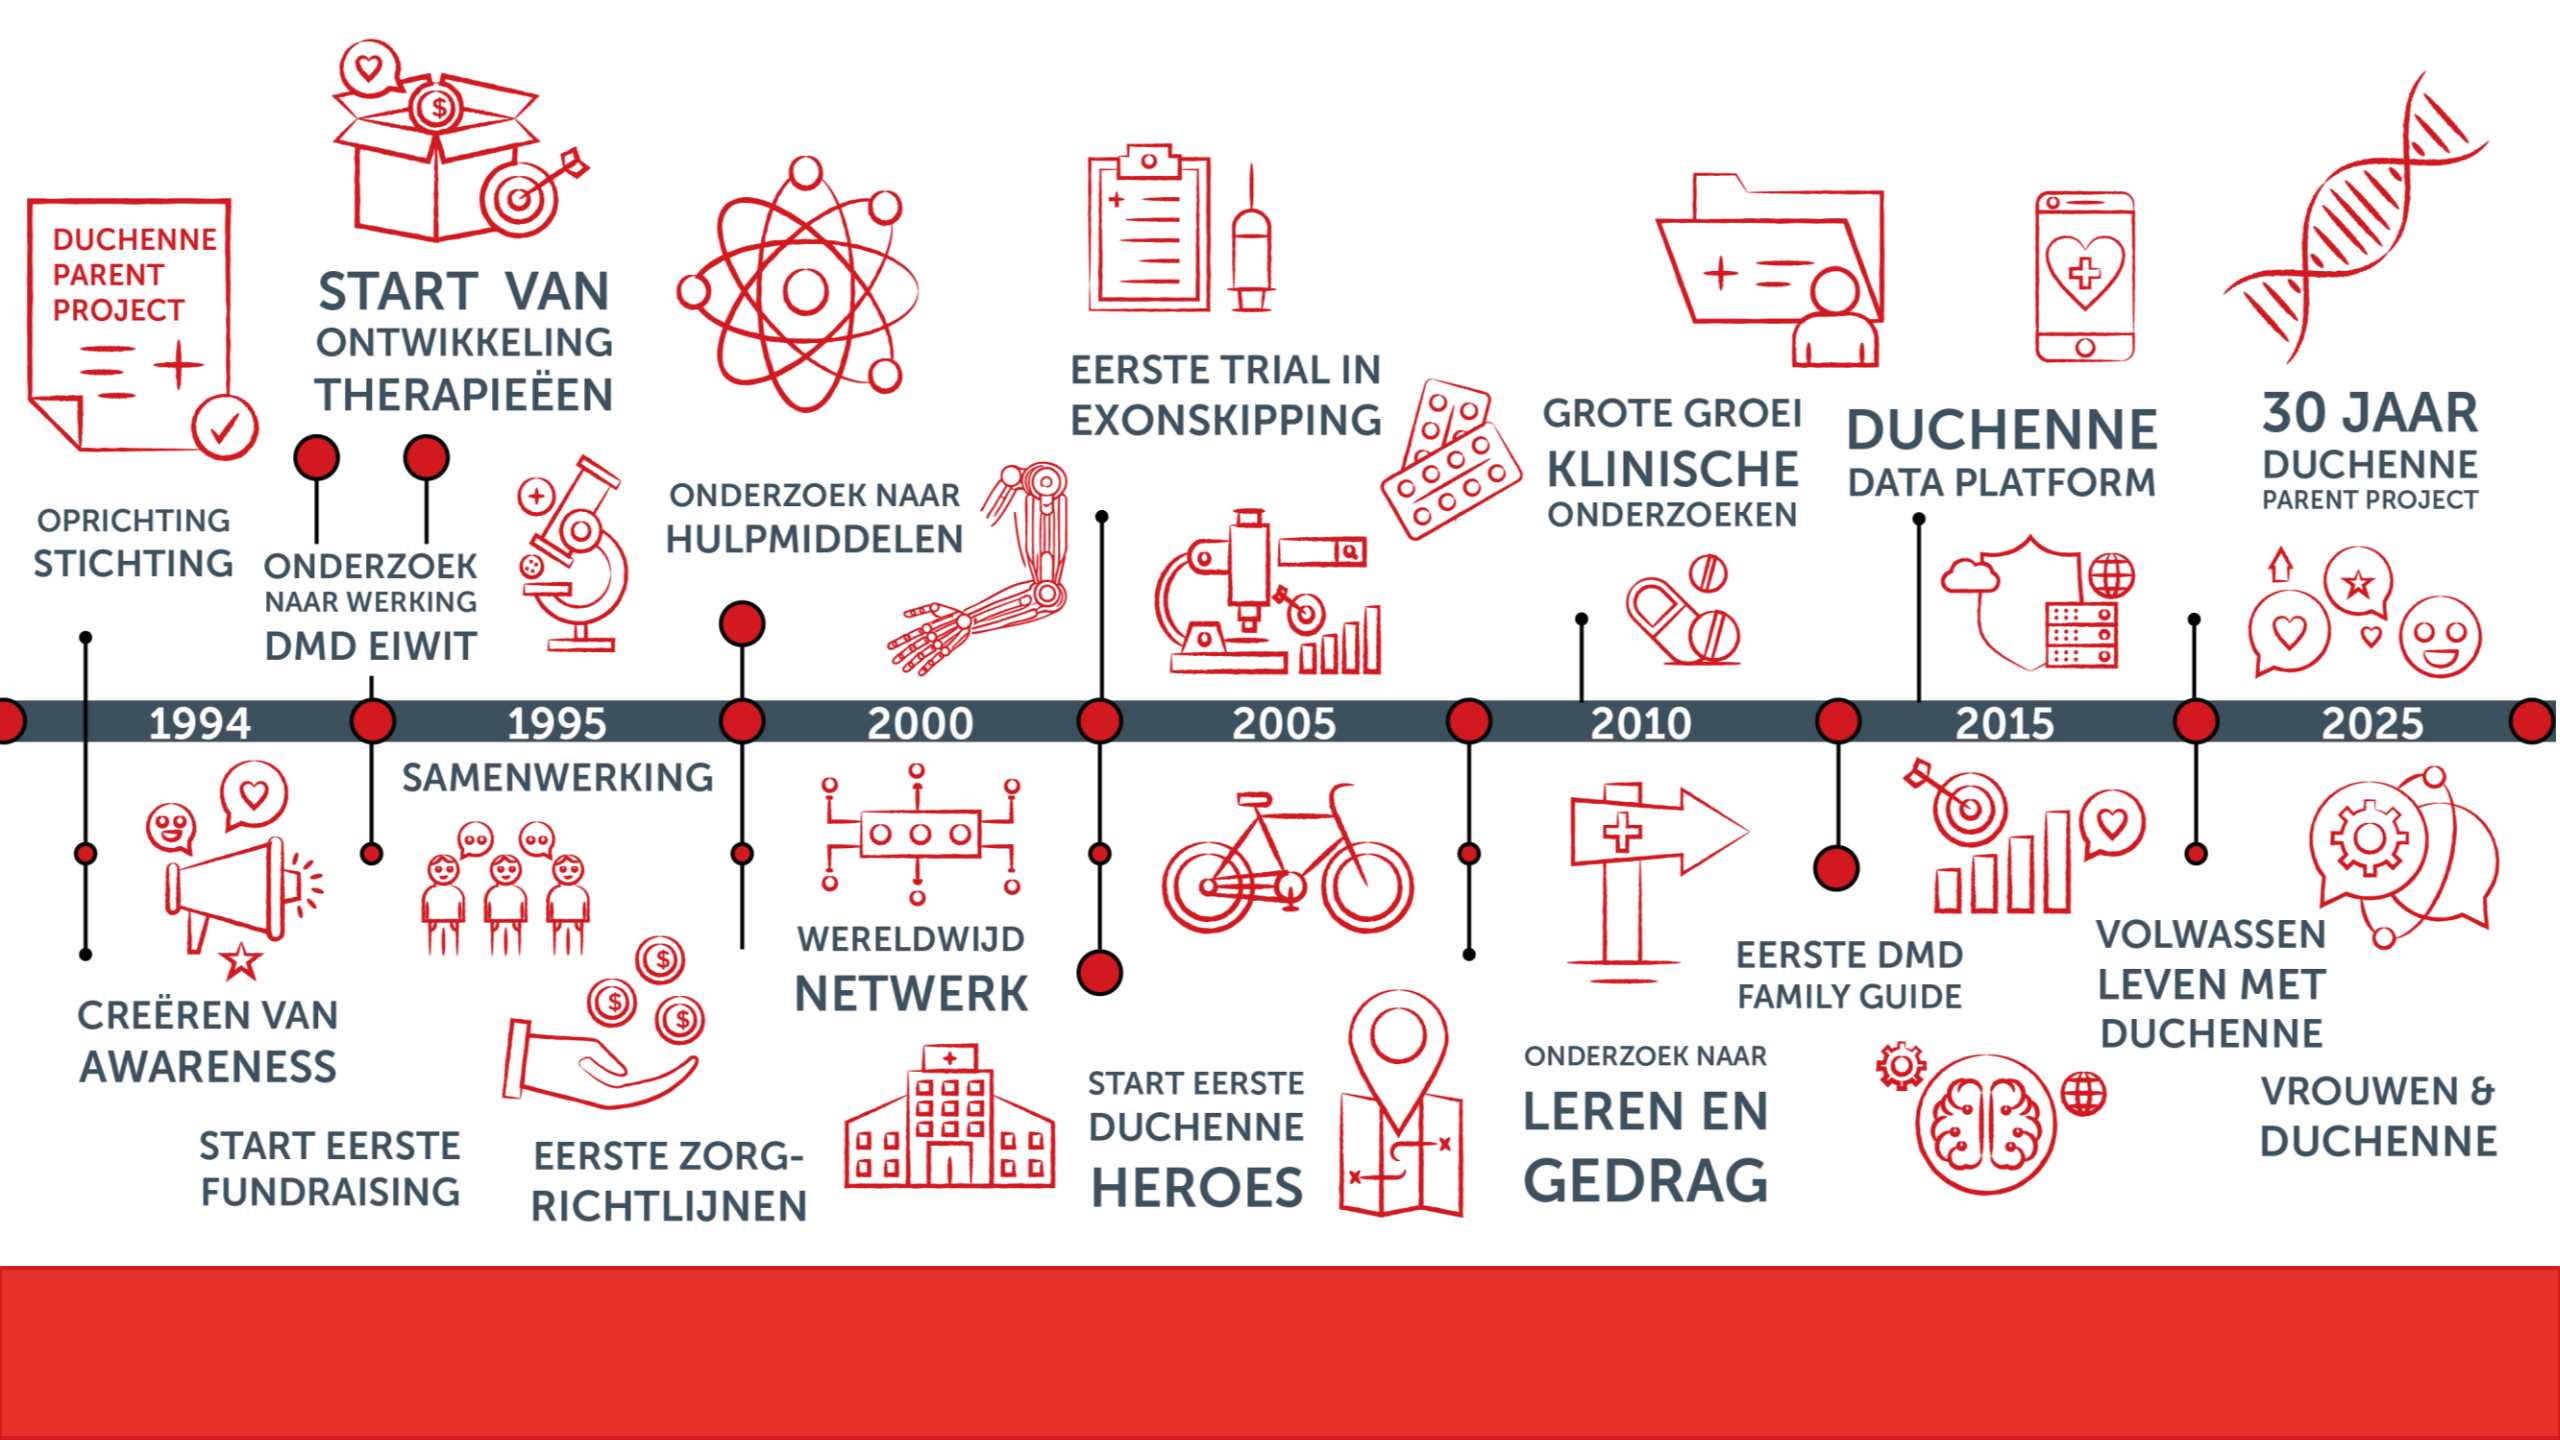 DUCHENNE
PARENT
PROJECT
OPRICHTING
STICHTING
START VAN
ONTWIKKELING
THERAPIEËEN
ONDERZOEK
NAAR WERKING
DMD EIWIT
ONDERZOEK NAAR
HULPMIDDELEN
EERSTE TRIAL IN
EXONSKIPPING
GROTE GROEI
KLINISCHE
ONDERZOEKEN
DUCHENNE
DATA PLATFORM
30 JAAR
DUCHENNE
PARENT PROJECT
1994
1995
2000
2005
2010
2015
2025
CREËREN VAN
AWARENESS
START EERSTE
FUNDRAISING
SAMENWERKING
EERSTE ZORG-
RICHTLIJNEN
WERELDWIJD
NETWERK
START EERSTE
DUCHENNE
HEROES
ONDERZOEK NAAR
LEREN EN
GEDRAG
EERSTE DMD
FAMILY GUIDE
VOLWASSEN
LEVEN MET
DUCHENNE
VROUWEN &
DUCHENNE